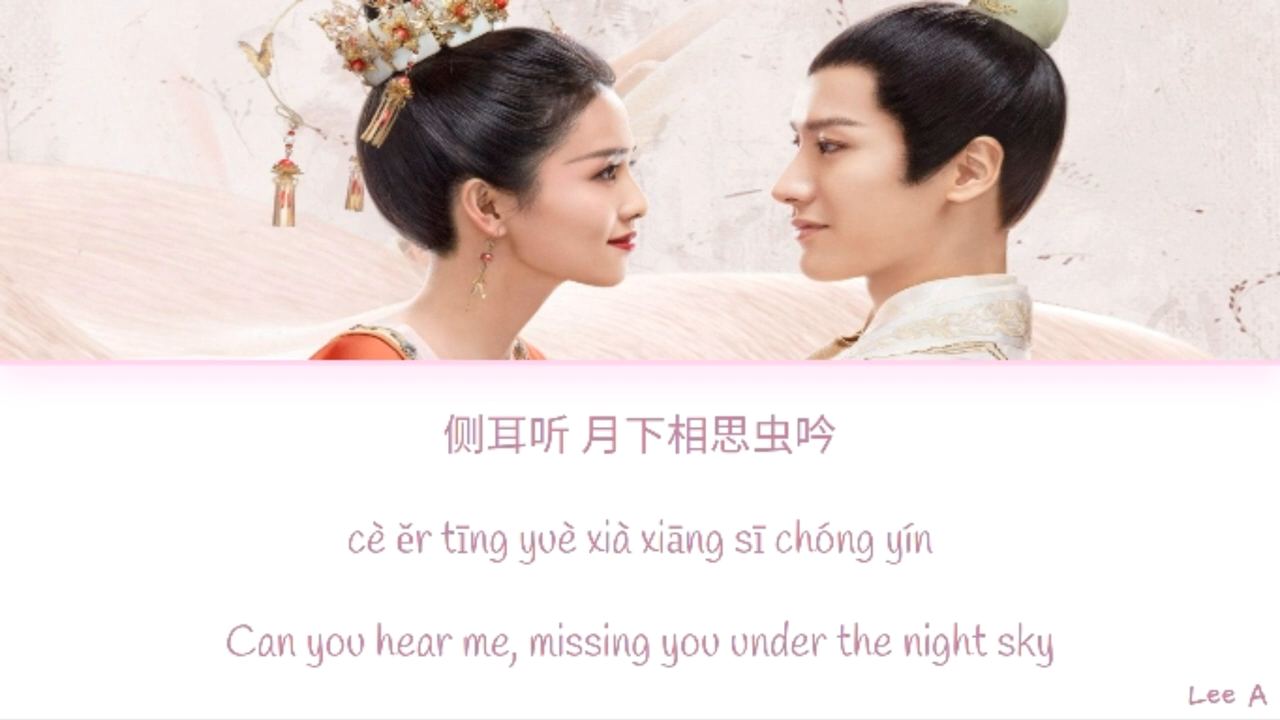 侧耳听 月下相思虫吟
cè ěr tīng yuè xià xiāng sī chóng yín
Can you hear me, missing you under the night sky
Lee A